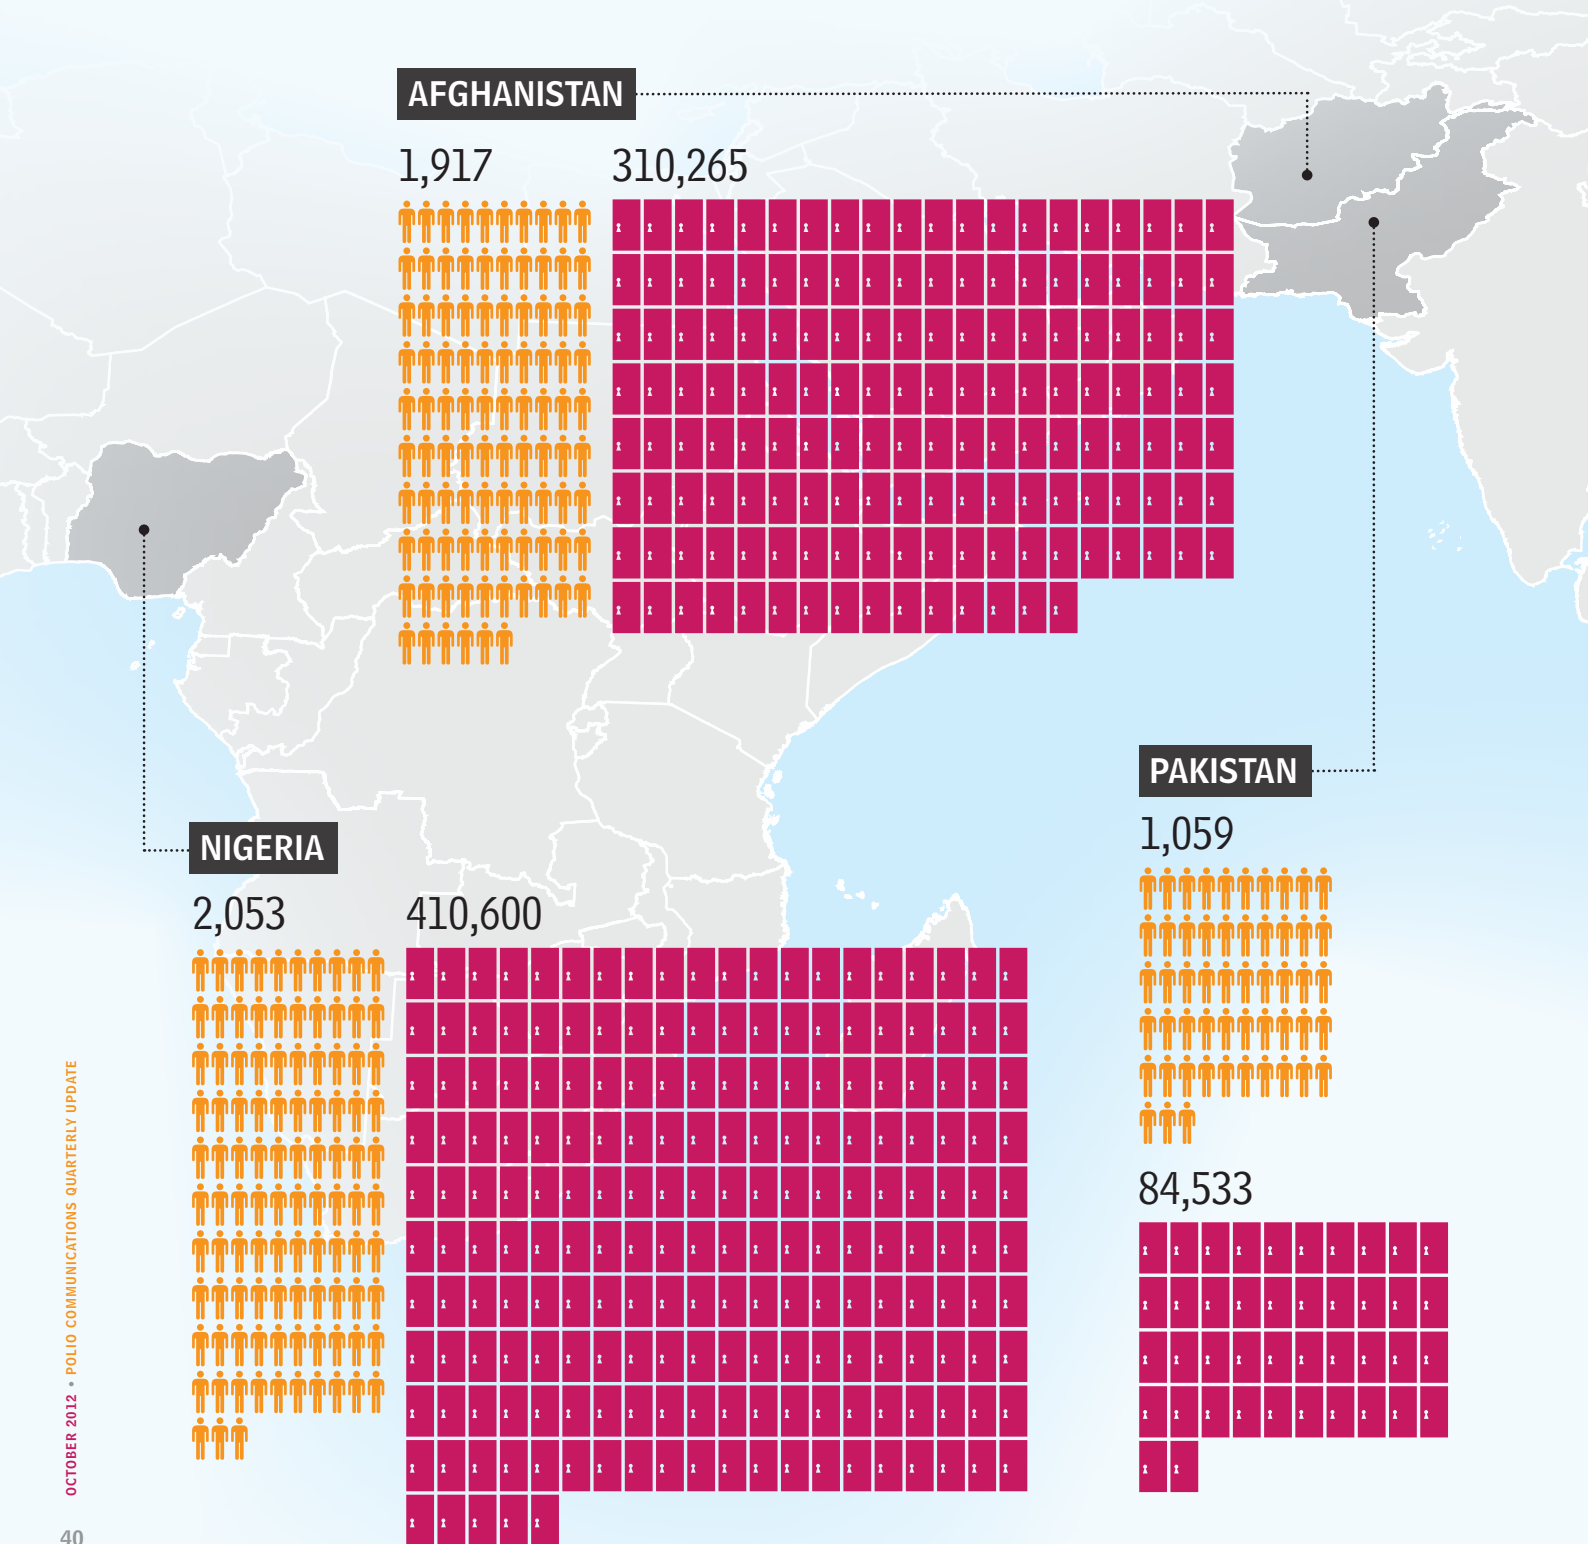 AFGHANISTAN
1,917
310,265
PAKISTAN
1,059
84,533
NIGERIA
2,053
410,600
OCTOBER 2012 • POLIO COMMUNICATIONS QUARTERLY UPDATE
40